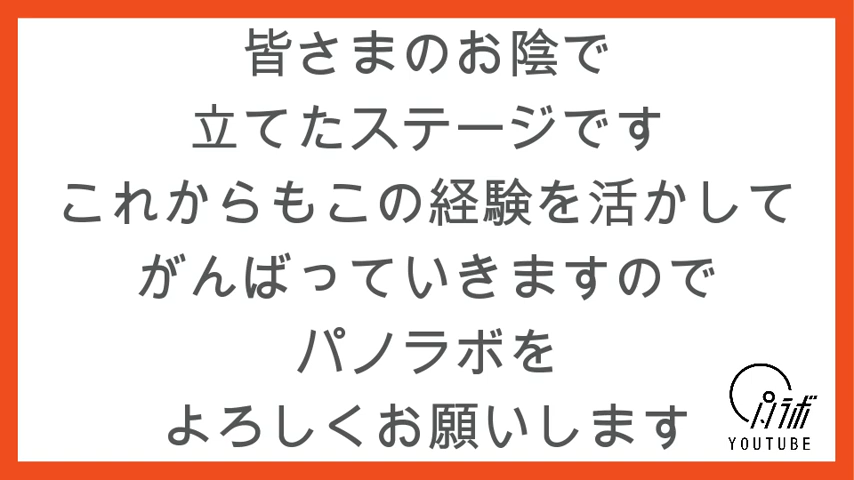 皆さまのお陰で
立てたステージです
これからもこの経験を活かして
がんばっていきますので
パノラボを
よろしくお願いします
パノラボ
YOUTUBE